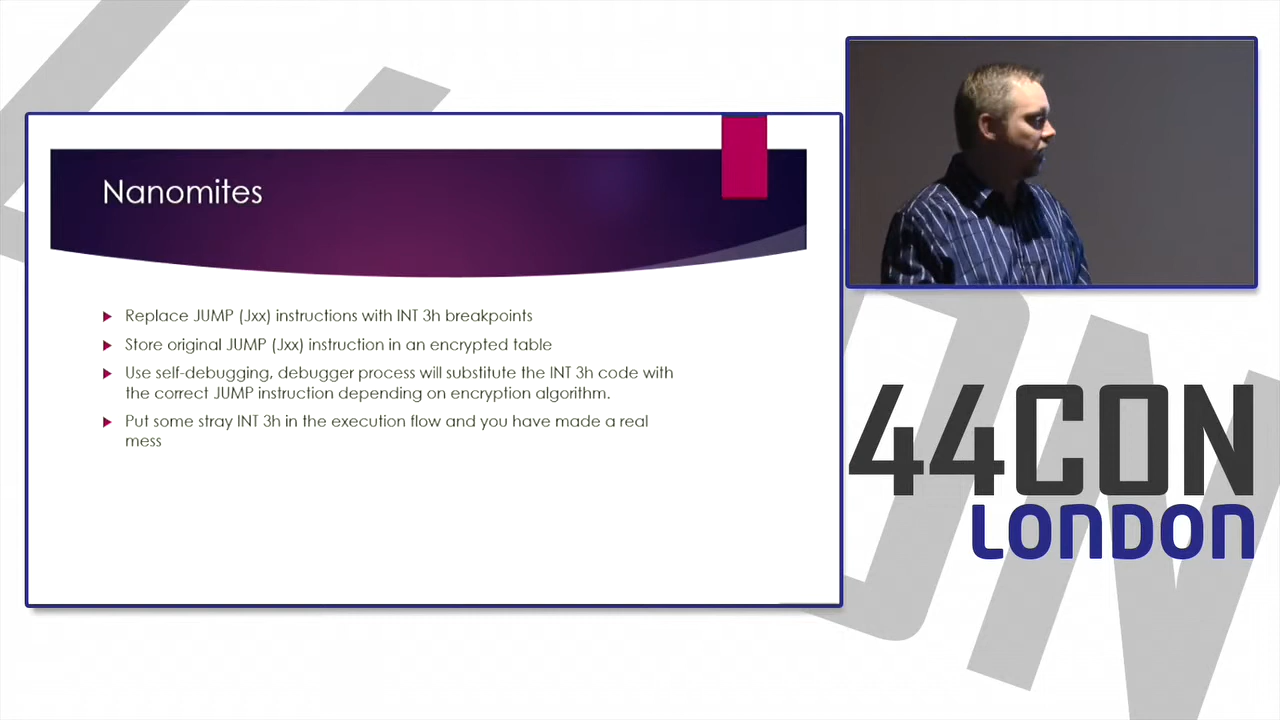 Nanomites
Replace JUMP (Jxx) instructions with INT 3h breakpoints
Store original JUMP (Jxx) instruction in an encrypted table
Use self-debugging, debugger process will substitute the INT 3h code with
the correct JUMP instruction depending on encryption algorithm.
Put some stray INT 3h in the execution flow and you have made a real
mess
44CON
LONDON